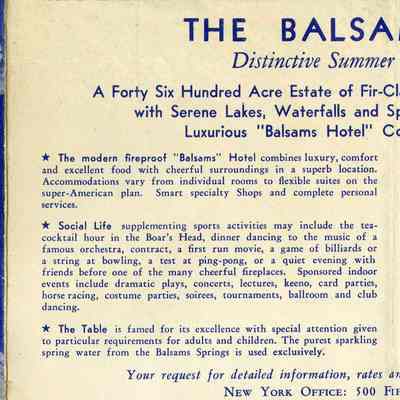 THE BALSA
Distinctive Summer
A Forty Six Hundred Acre Estate of Fir-Cl
with Serene Lakes, Waterfalls and Sp
Luxurious "Balsams Hotel" Co
★ The modern fireproof "Balsams" Hotel combines luxury, comfort
and excellent food with cheerful surroundings in a superb location.
Accommodations vary from individual rooms to flexible suites on the
super-American plan. Smart specialty Shops and complete personal
services.
★ Social Life supplementing sports activities may include the tea-
cocktail hour in the Boar's Head, dinner dancing to the music of a
famous orchestra, contract, a first run movie, a game of billiards or
a string at bowling, a test at ping-pong, or a quiet evening with
friends before one of the many cheerful fireplaces. Sponsored indoor
events include dramatic plays, concerts, lectures, keeno, card parties,
horse racing, costume parties, soirees, tournaments, ballroom and club
dancing.
★ The Table is famed for its excellence with special attention given
to particular requirements for adults and children. The purest sparkling
spring water from the Balsams Springs is used exclusively.
Your request for detailed information, rates an
New York Office: 500 Fif